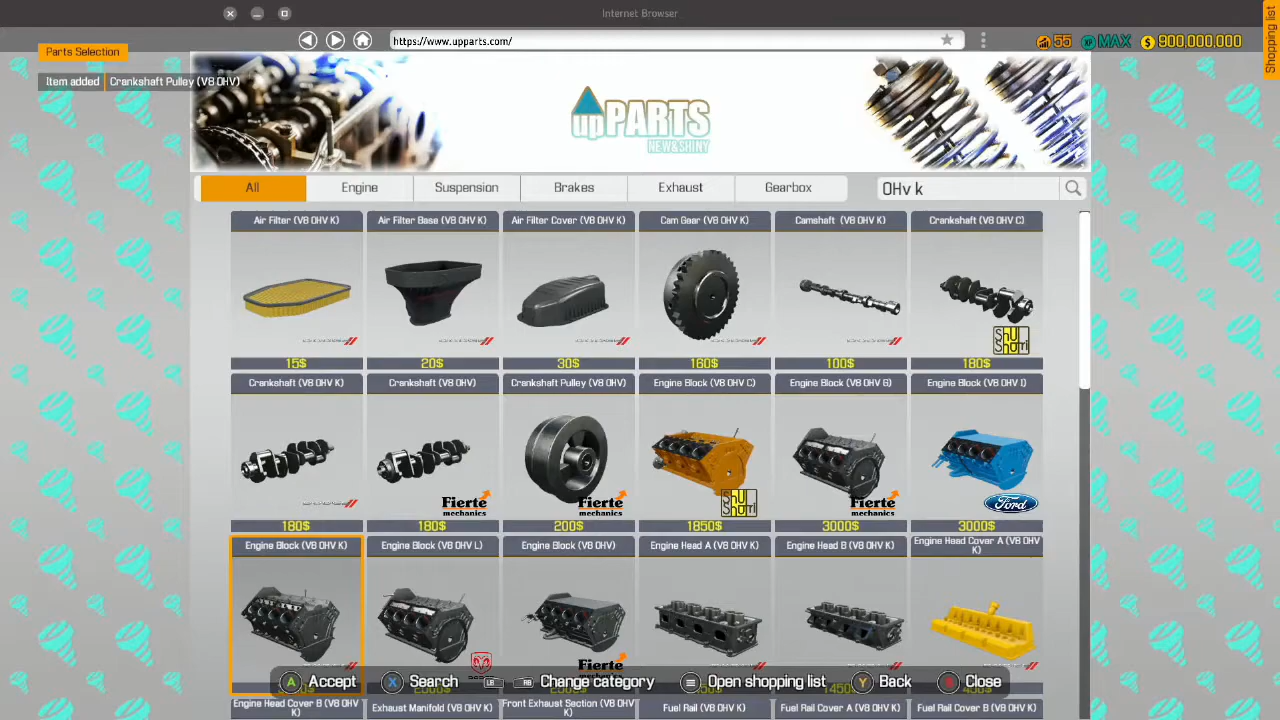 Internet Browser
Shopping list
https://www.upparts.com/
55 XP MAX $ 900,000,000
Parts Selection
Item added Crankshaft Pulley (V8 OHV)
upPARTS
NEW&SHINY
All Engine Suspension Brakes Exhaust Gearbox OHv k
Air Filter (V8 OHV K) Air Filter Base (V8 OHV K) Air Filter Cover (V8 OHV K) Cam Gear (V8 OHV K) Camshaft (V8 OHV K) Crankshaft (V8 OHV C)
Shu Shuri
15$ 20$ 30$ 160$ 100$ 180$
Crankshaft (V8 OHV K) Crankshaft (V8 OHV) Crankshaft Pulley (V8 OHV) Engine Block (V8 OHV C) Engine Block (V8 OHV G) Engine Block (V8 OHV I)
Fierte mechanics Fierte mechanics Shu Shuri Fierte mechanics Ford
180$ 180$ 200$ 1850$ 3000$ 3000$
Engine Block (V8 OHV K) Engine Block (V8 OHV L) Engine Block (V8 OHV) Engine Head A (V8 OHV K) Engine Head B (V8 OHV K) Engine Head Cover A (V8 OHV K)
Fierte
A Accept X Search LB RB Change category Open shopping list Y Back Close
Engine Head Cover B (V8 OHV K) Exhaust Manifold (V8 OHV K) Front Exhaust Section (V8 OHV K) Fuel Rail (V8 OHV K) Fuel Rail Cover A (V8 OHV K) Fuel Rail Cover B (V8 OHV K)